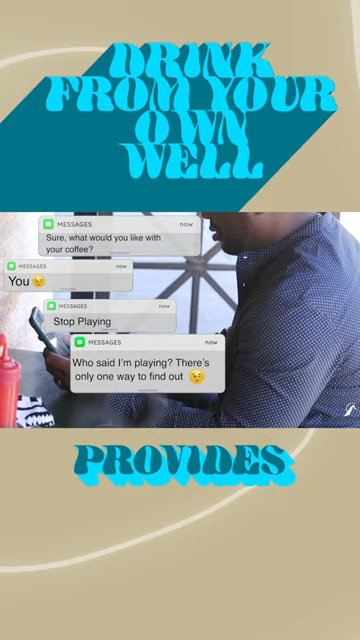 DRINK
FROM YOUR
OWN
WELL
MESSAGES now
Sure, what would you like with
your coffee?
MESSAGES now
You 😉
MESSAGES now
Stop Playing
MESSAGES now
Who said I'm playing? There's
only one way to find out 😉
PROVIDES